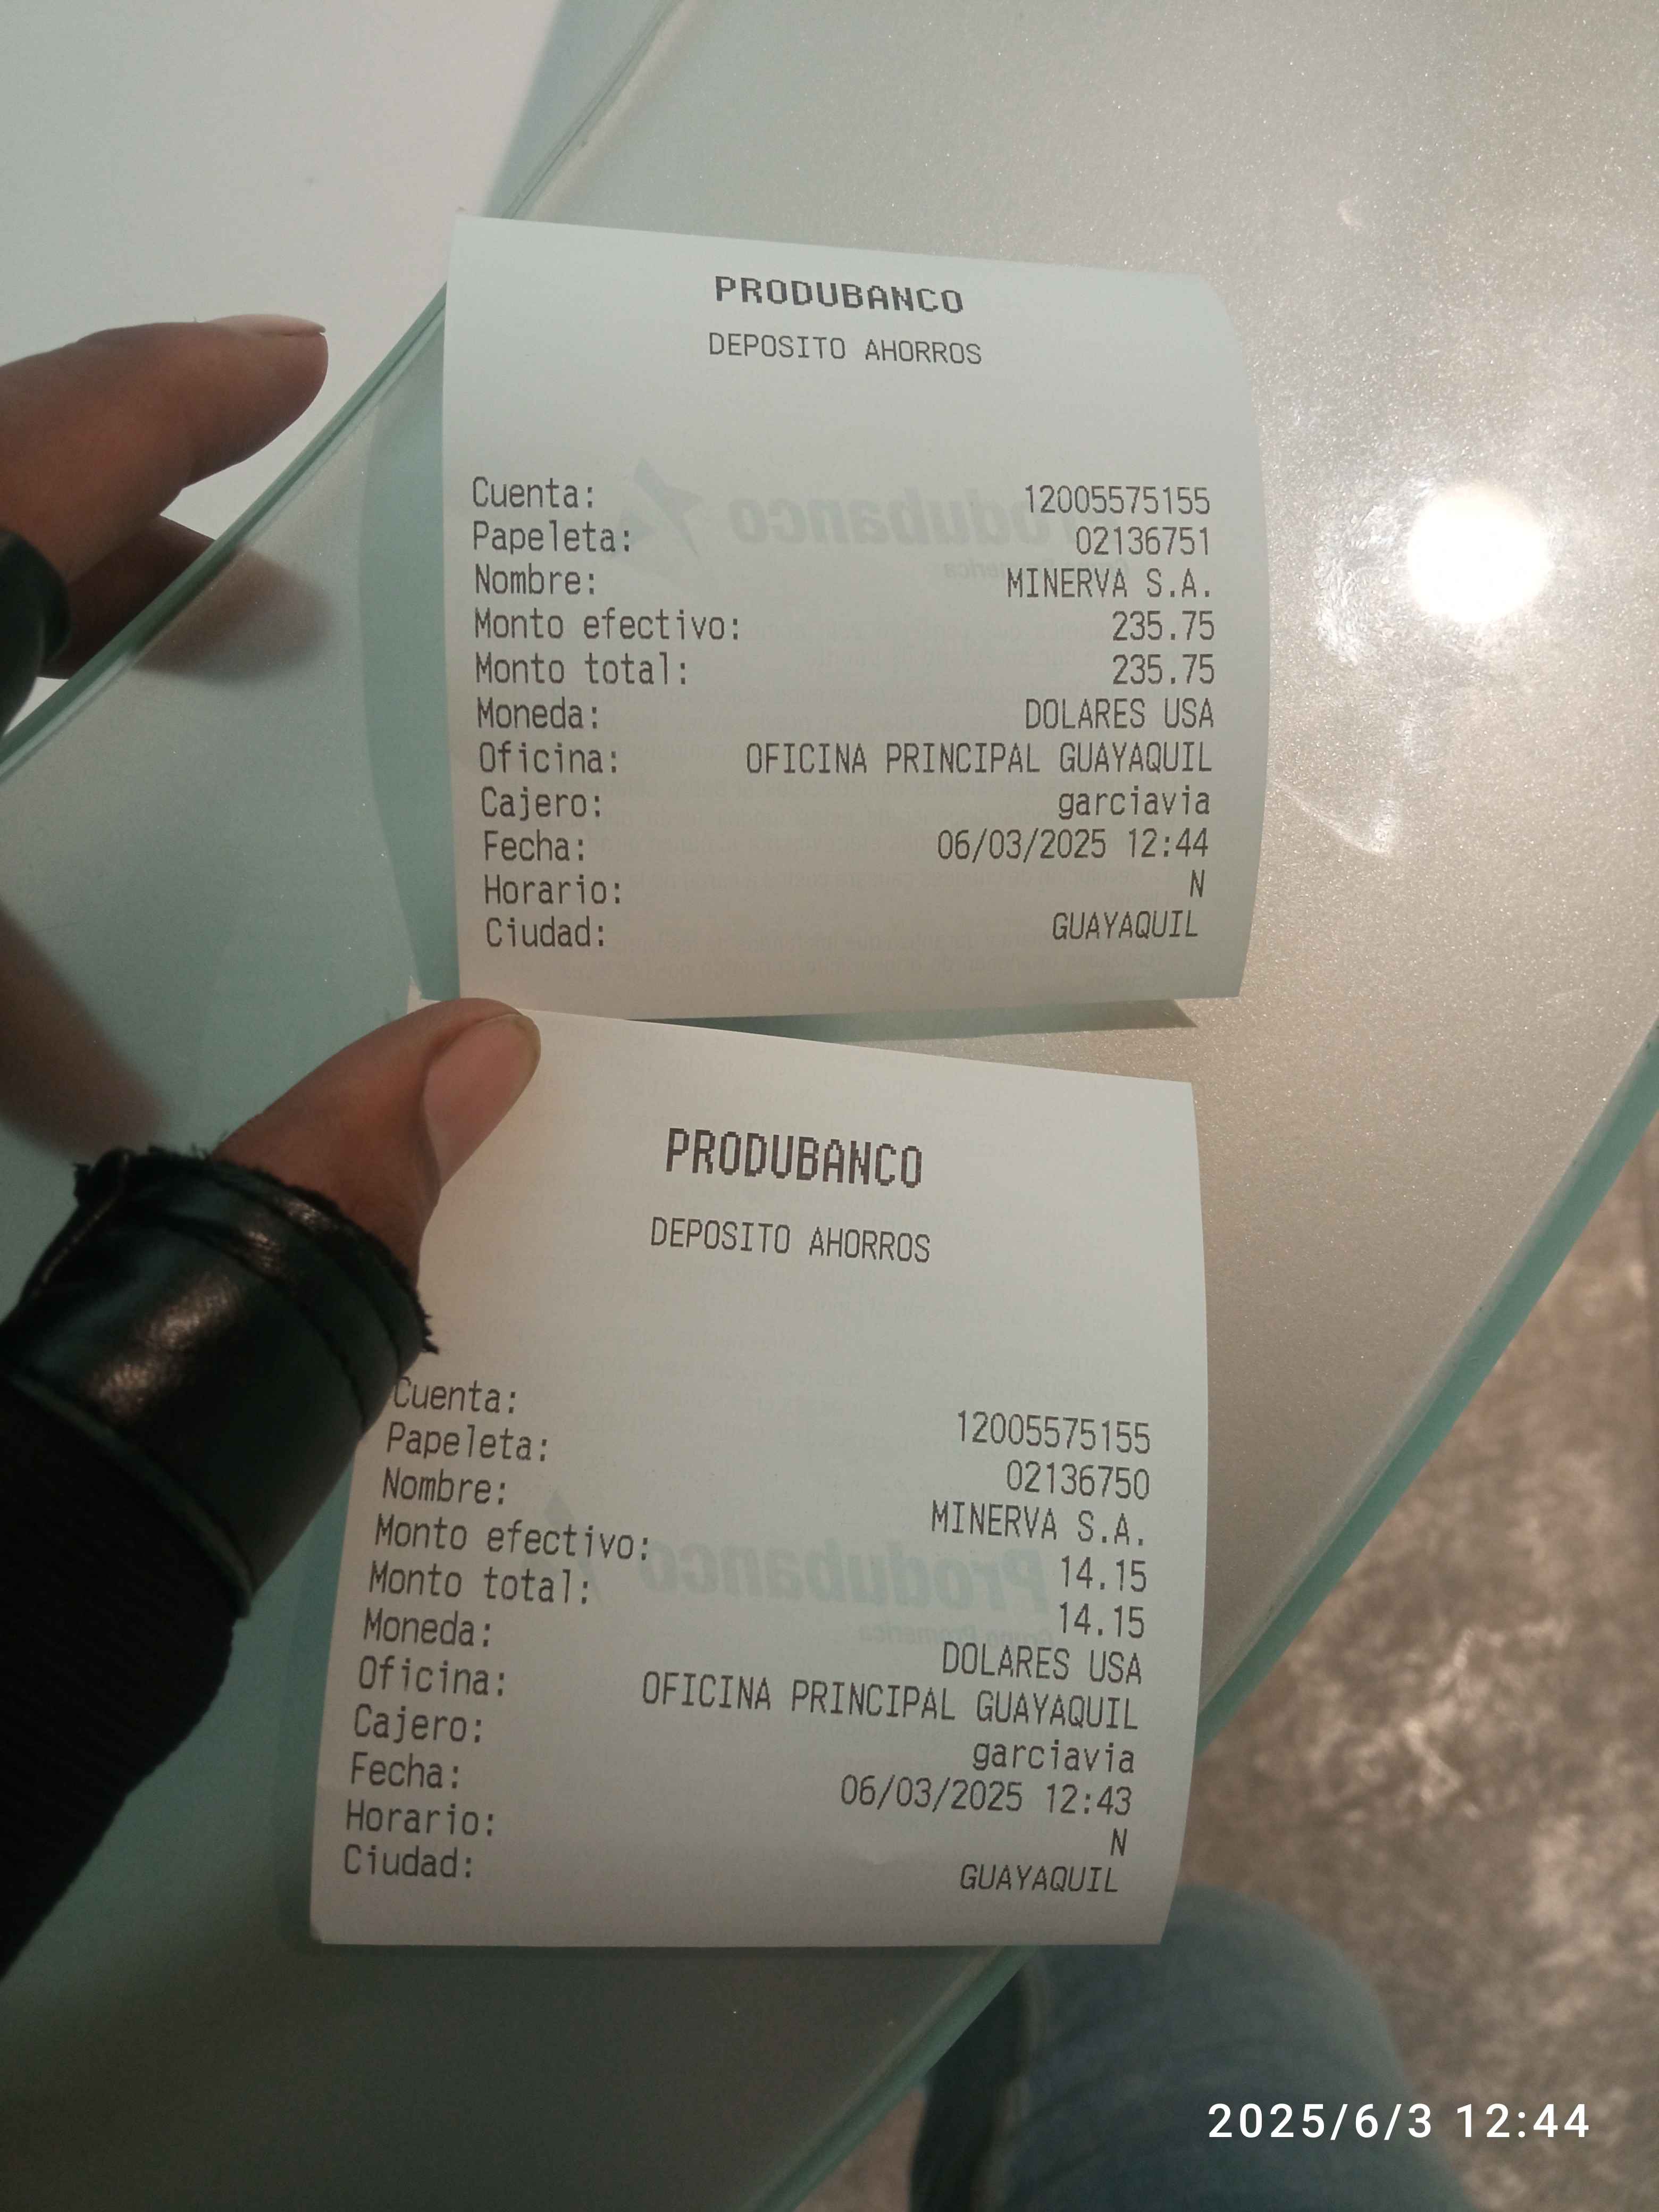 PRODUBANCO
DEPOSITO AHORROS
Cuenta: 12005575155
Papeleta: 02136751
Nombre: MINERVA S.A.
Monto efectivo: 235.75
Monto total: 235.75
Moneda: DOLARES USA
Oficina: OFICINA PRINCIPAL GUAYAQUIL
Cajero: garciavia
Fecha: 06/03/2025 12:44
Horario: N
Ciudad: GUAYAQUIL
PRODUBANCO
DEPOSITO AHORROS
Cuenta: 12005575155
Papeleta: 02136750
Nombre: MINERVA S.A.
Monto efectivo: 14.15
Monto total: 14.15
Moneda: DOLARES USA
Oficina: OFICINA PRINCIPAL GUAYAQUIL
Cajero: garciavia
Fecha: 06/03/2025 12:43
Horario: N
Ciudad: GUAYAQUIL
Produbanco
Grupo Promerica
2025/6/3 12:44